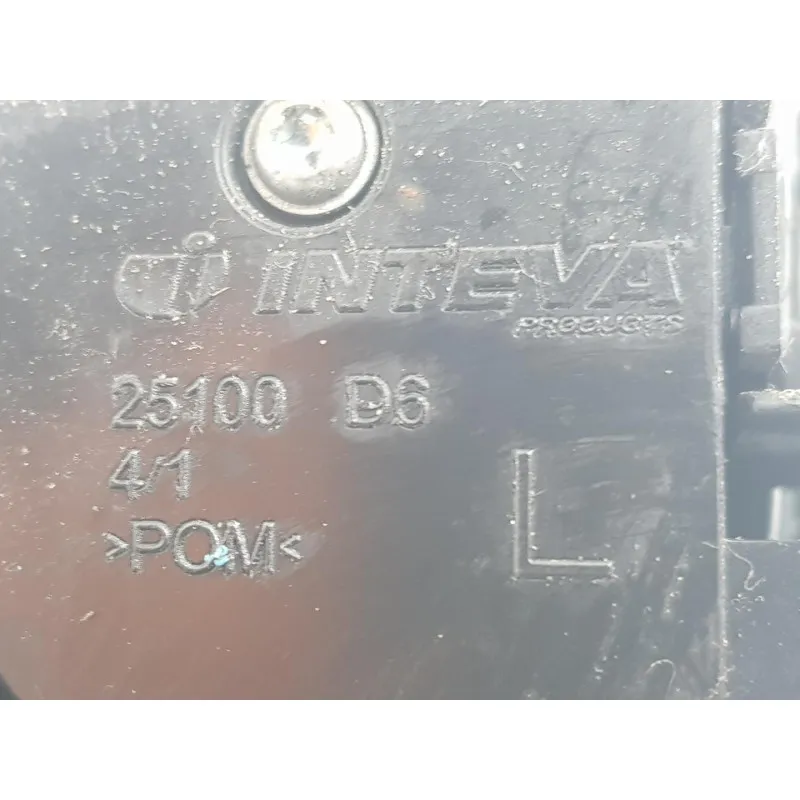 INTEVA
PRODUCTS
25100 D6
4/1
>POM<
L